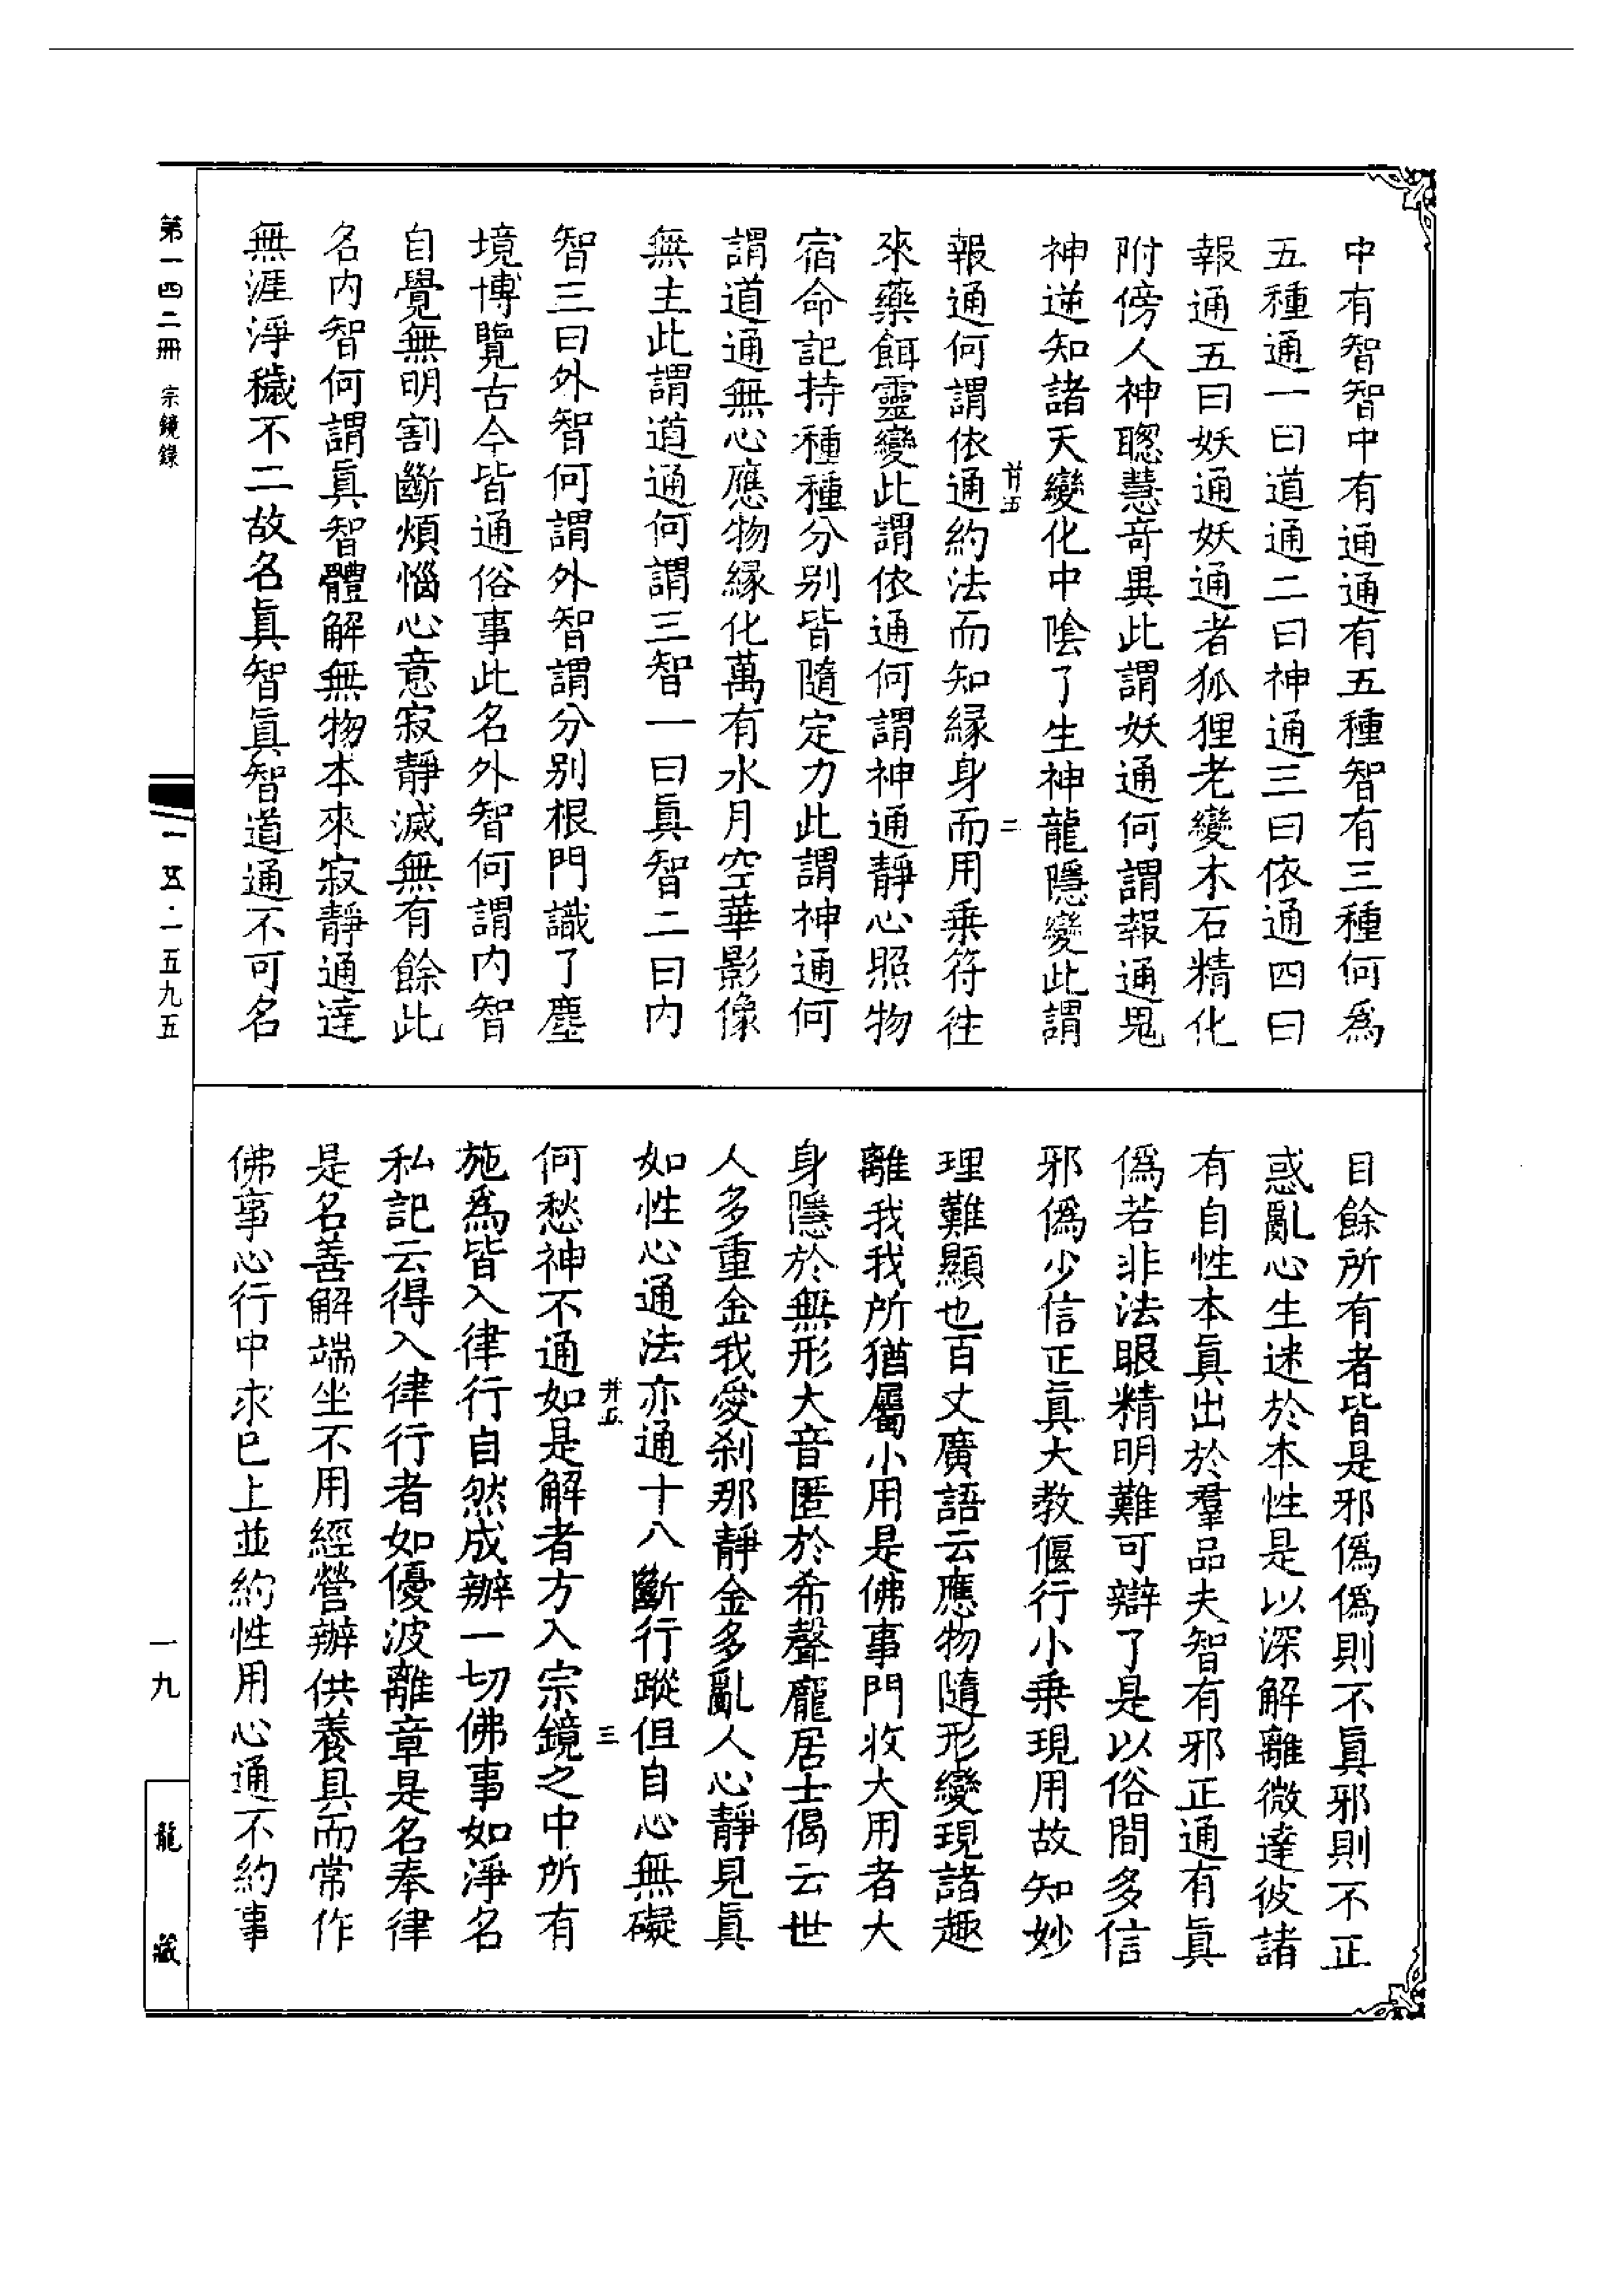 中有智智中有通通有五種智有三種何爲
五種通一曰道通二曰神通三曰依通四曰
報通五曰妖通妖通者狐狸老變木石精化
附傍人神聰慧奇異此謂妖通何謂報通鬼
神逆知諸天變化中陰了生神龍隱變此謂
報通何謂依通約法而知緣身而用乗符往
來藥餌靈變此謂依通何謂神通靜心照物
宿命記持種種分別皆隨定力此謂神通何
謂道通無心應物緣化萬有水月空華影像
無主此謂道通何謂三智一曰眞智二曰内
智三曰外智何謂外智謂分別根門識了塵
境博覽古今皆通俗事此名外智何謂内智
自覺無明割斷煩惱心意寂靜滅無有餘此
名内智何謂眞智體解無物本來寂靜通達
無涯淨穢不二故名眞智眞智道通不可名
目餘所有者皆是邪僞僞則不眞邪則不正
惑亂心生迷於本性是以深解離微達彼諸
有自性本眞出於羣品夫智有邪正通有眞
僞若非法眼精明難可辯了是以俗間多信
邪僞少信正眞大教偃行小乗現用故知妙
理難顯也百丈廣語云應物隨形變現諸趣
離我我所猶屬小用是佛事門收大用者大
身隱於無形大音匿於希聲龐居士偈云世
人多重金我愛刹那靜金多亂人心靜見眞
如性心通法亦通十八斷行蹤但自心無礙
何愁神不通如是解者方入宗鏡之中所有
施爲皆入律行自然成辦一切佛事如淨名
私記云得入律行者如優波離章是名奉律
是名善解端坐不用經營辦供養具而常作
佛事心行中求已上並約性用心通不約事
卄五
二
卄五
三
第一四二冊 宗鏡錄
一五五．一五九五
一九
龍藏